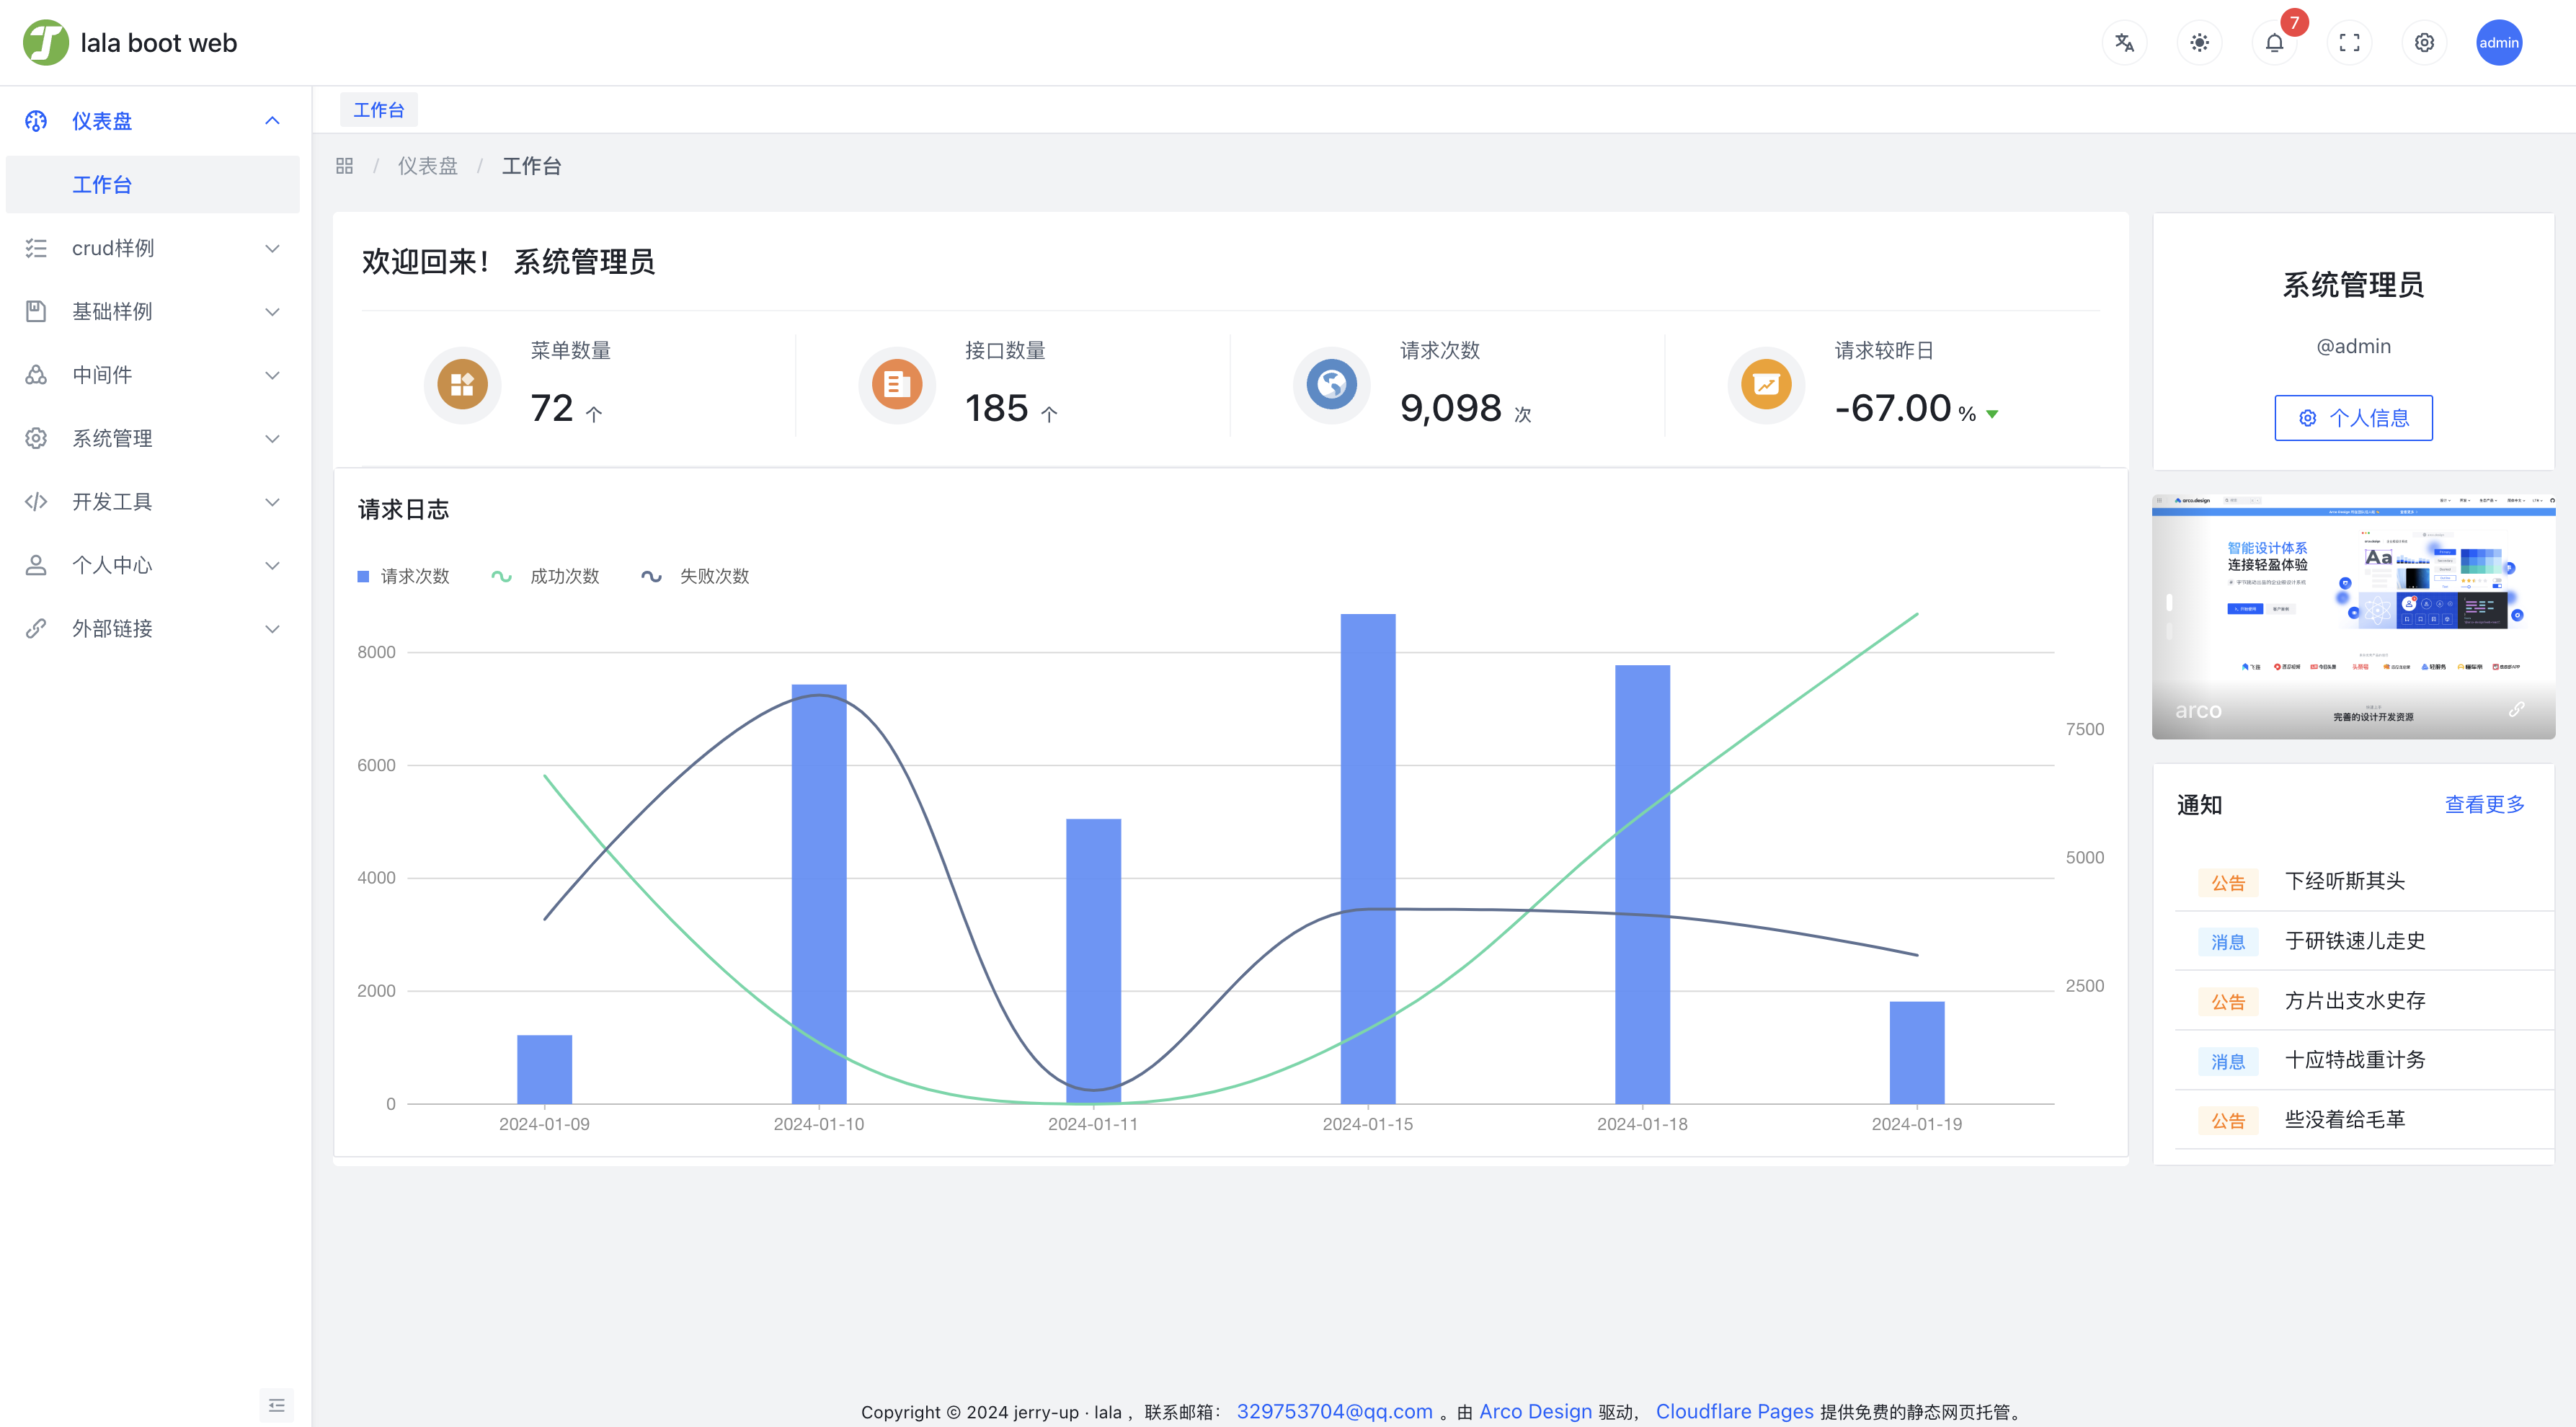 lala boot web
7
admin
仪表盘
工作台
crud样例
基础样例
中间件
系统管理
开发工具
个人中心
外部链接
工作台
/ 仪表盘 / 工作台
欢迎回来! 系统管理员
菜单数量
72 个
接口数量
185 个
请求次数
9,098 次
请求较昨日
-67.00 %
请求日志
请求次数 成功次数 失败次数
8000
6000
4000
2000
0
7500
5000
2500
2024-01-09 2024-01-10 2024-01-11 2024-01-15 2024-01-18 2024-01-19
系统管理员
@admin
个人信息
arco.design
智能设计体系
连接轻盈体验
Aa
arco
完善的设计开发资源
通知 查看更多
公告 下经听斯其头
消息 于研铁速儿走史
公告 方片出支水史存
消息 十应特战重计务
公告 些没着给毛革
Copyright © 2024 jerry-up · lala ，联系邮箱： 329753704@qq.com 。由 Arco Design 驱动， Cloudflare Pages 提供免费的静态网页托管。